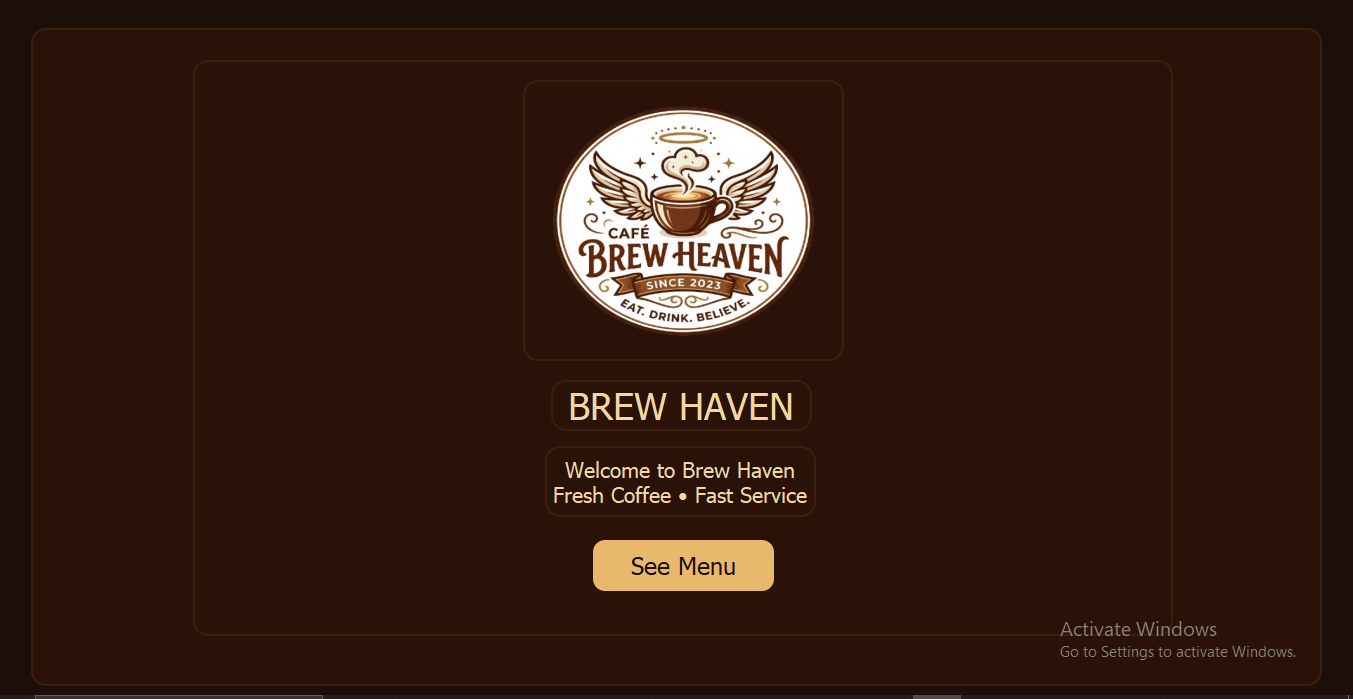 CAFÉ
BREW HEAVEN
SINCE 2023
EAT. DRINK. BELIEVE.
BREW HAVEN
Welcome to Brew Haven
Fresh Coffee • Fast Service
See Menu
Activate Windows
Go to Settings to activate Windows.